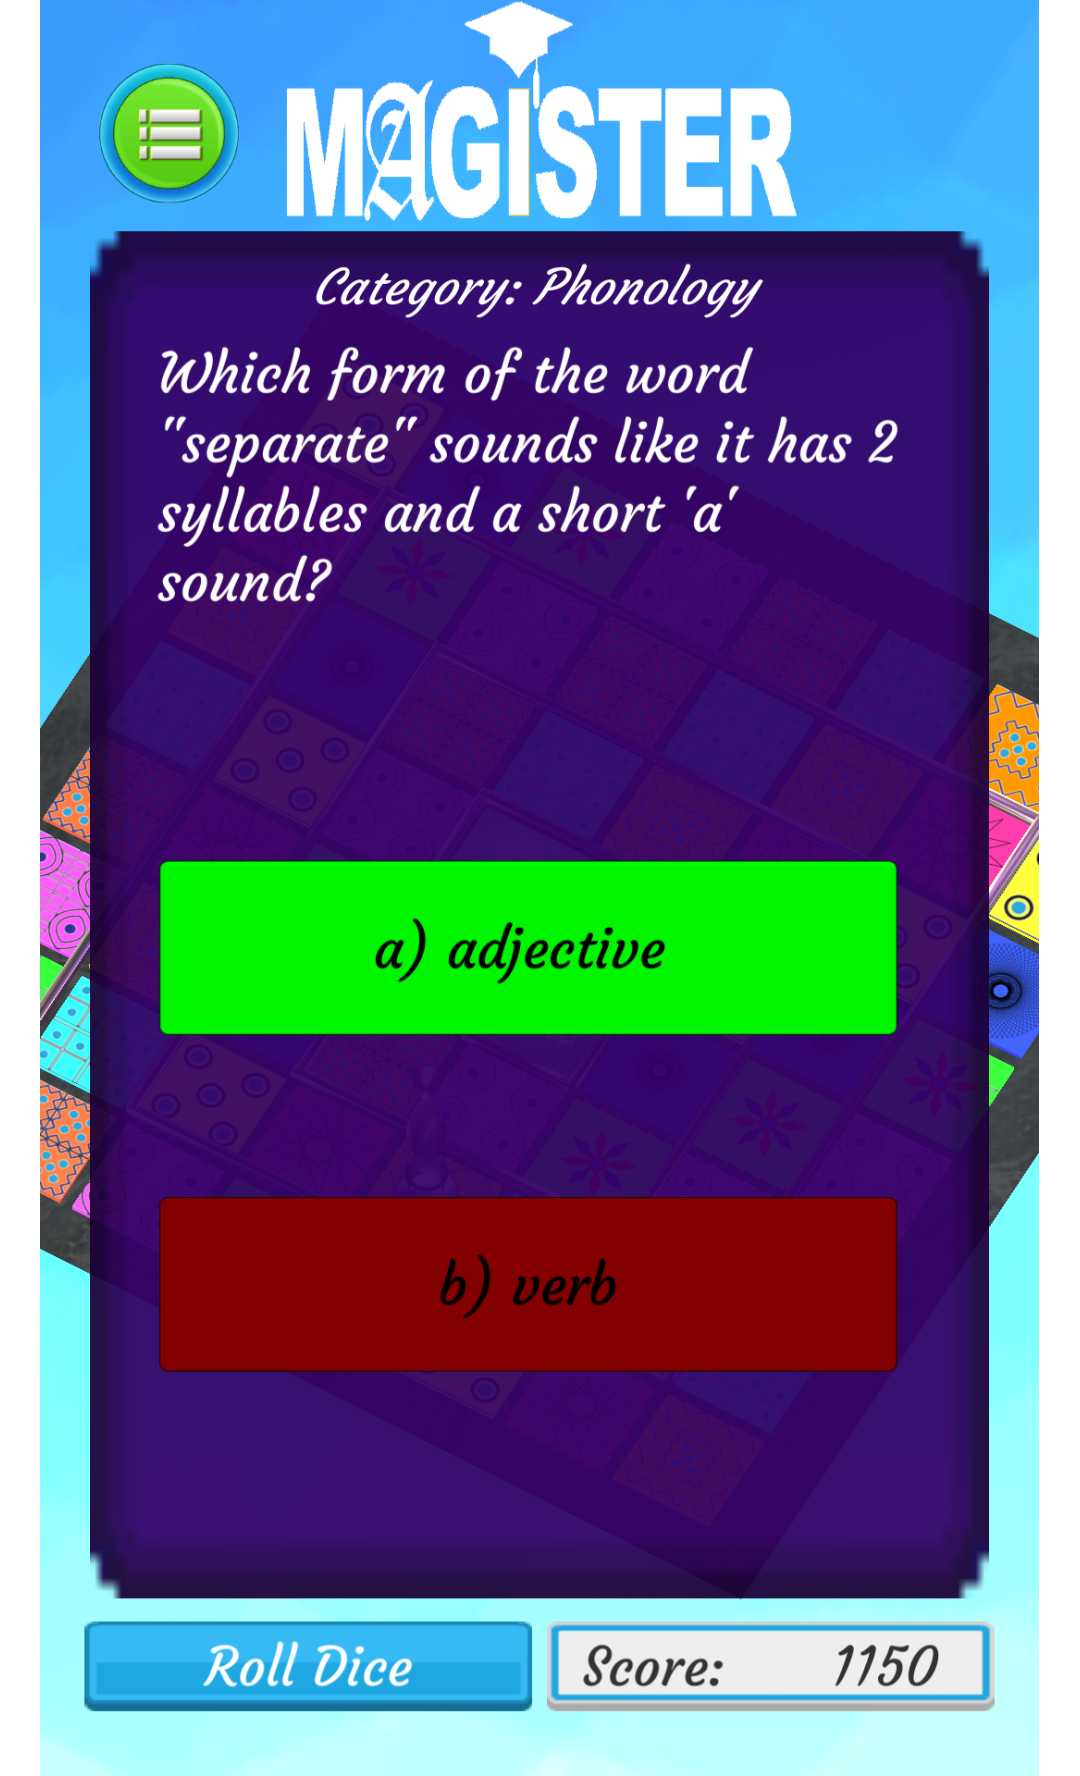 MAGISTER
Category: Phonology
Which form of the word
"separate" sounds like it has 2
syllables and a short 'a'
sound?
a) adjective
b) verb
Roll Dice
Score: 1150